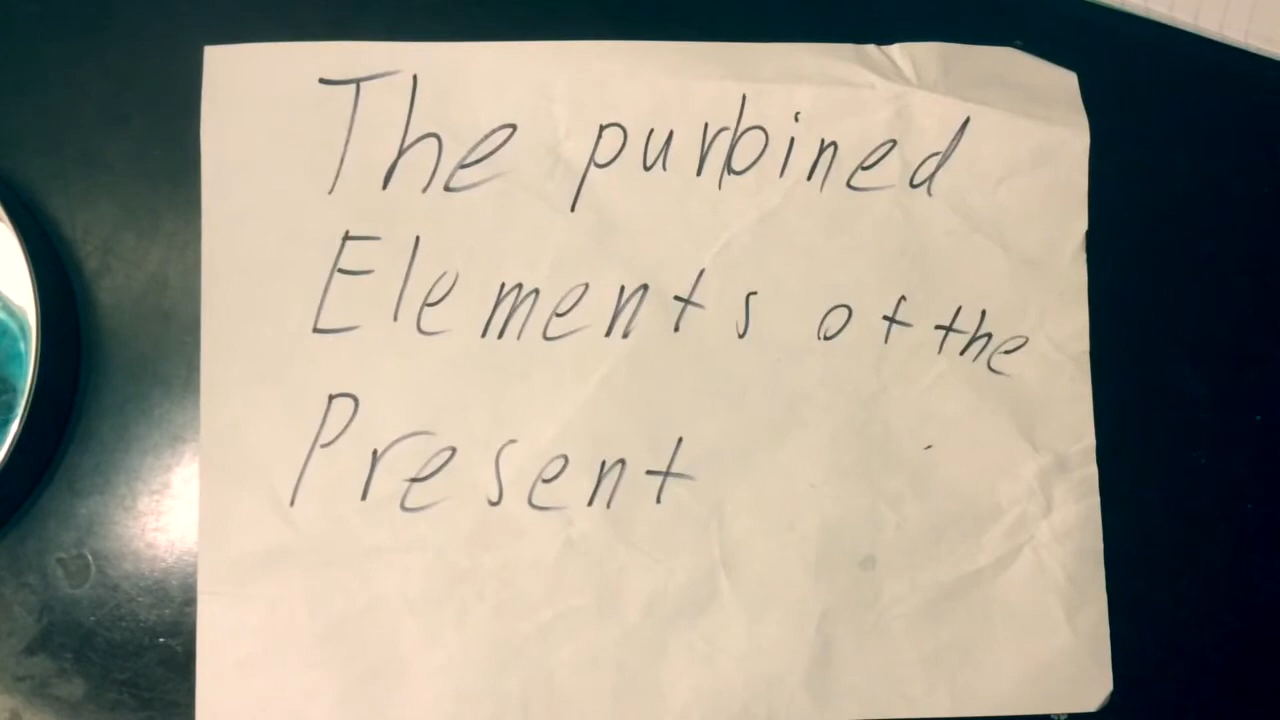 The purbined
Elements of the
Present